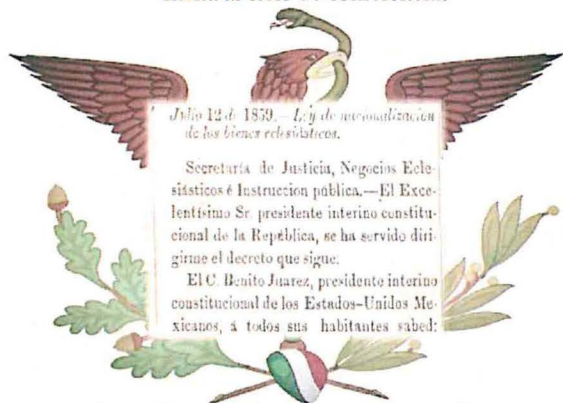 Julio 12 de 1859.—Ley de nacionalizacion
de los bienes eclesiásticos.
Secretaría de Justicia, Negocios Ecle-
siásticos é Instruccion pública.—El Exce-
lentísimo Sr. presidente interino constitu-
cional de la República, se ha servido diri-
girme el decreto que sigue:
El C. Benito Juarez, presidente interino
constitucional de los Estados-Unidos Me-
xicanos, á todos sus habitantes sabed: